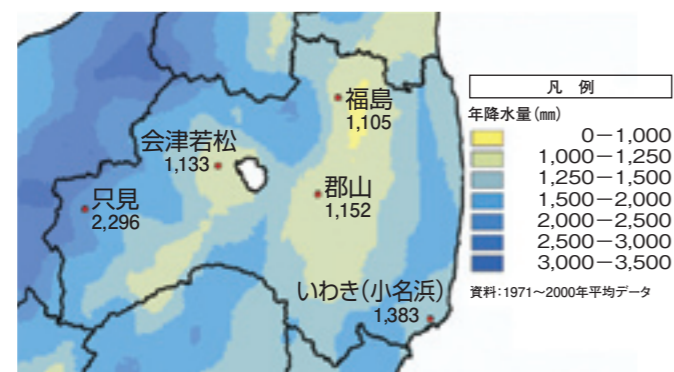 福島
1,105
会津若松
1,133
郡山
1,152
只見
2,296
いわき(小名浜)
1,383
凡 例
年降水量(㎜)
0－1,000
1,000－1,250
1,250－1,500
1,500－2,000
2,000－2,500
2,500－3,000
3,000－3,500
資料：1971～2000年平均データ